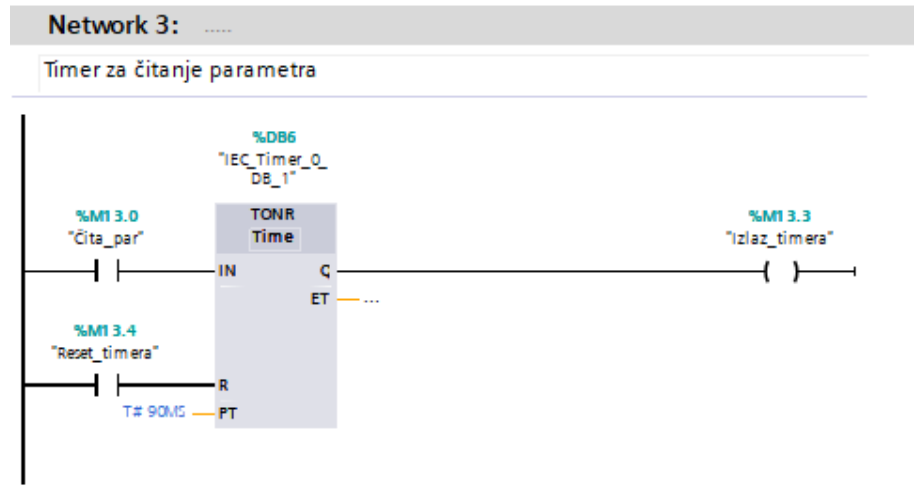 Network 3: .....
Timer za čitanje parametra
%DB6
"IEC_Timer_0_
DB_1"
%M13.0
"Čita_par"
TONR
Time
%M13.3
"Izlaz_timera"
IN
Q
ET
...
%M13.4
"Reset_timera"
R
T# 90MS
PT